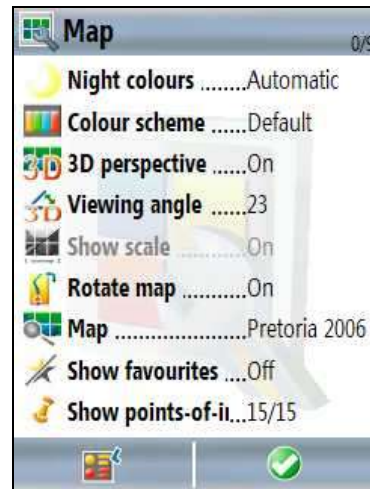 Map
0/9
Night colours ........Automatic
Colour scheme ......Default
3D perspective ......On
Viewing angle ......23
Show scale ............On
Rotate map ...........On
Map ......................Pretoria 2006
Show favourites ....Off
Show points-of-i...15/15